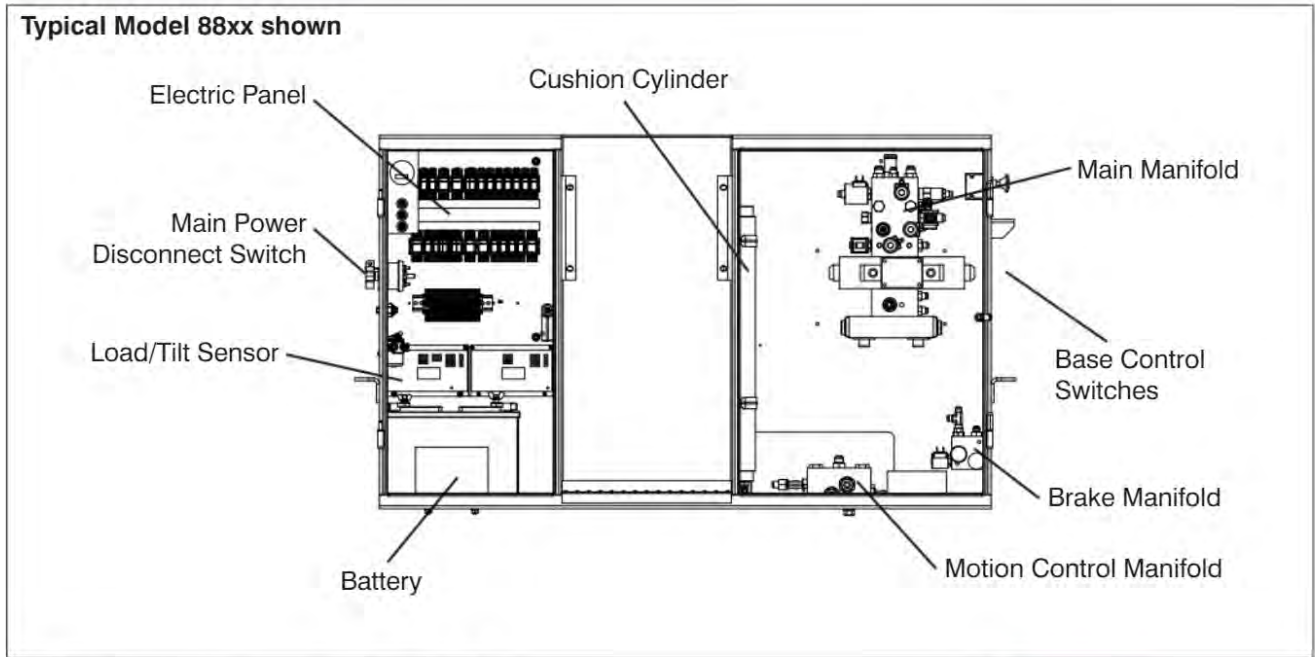 Typical Model 88xx shown
Electric Panel
Cushion Cylinder
Main Manifold
Main Power
Disconnect Switch
Load/Tilt Sensor
Base Control
Switches
Brake Manifold
Motion Control Manifold
Battery